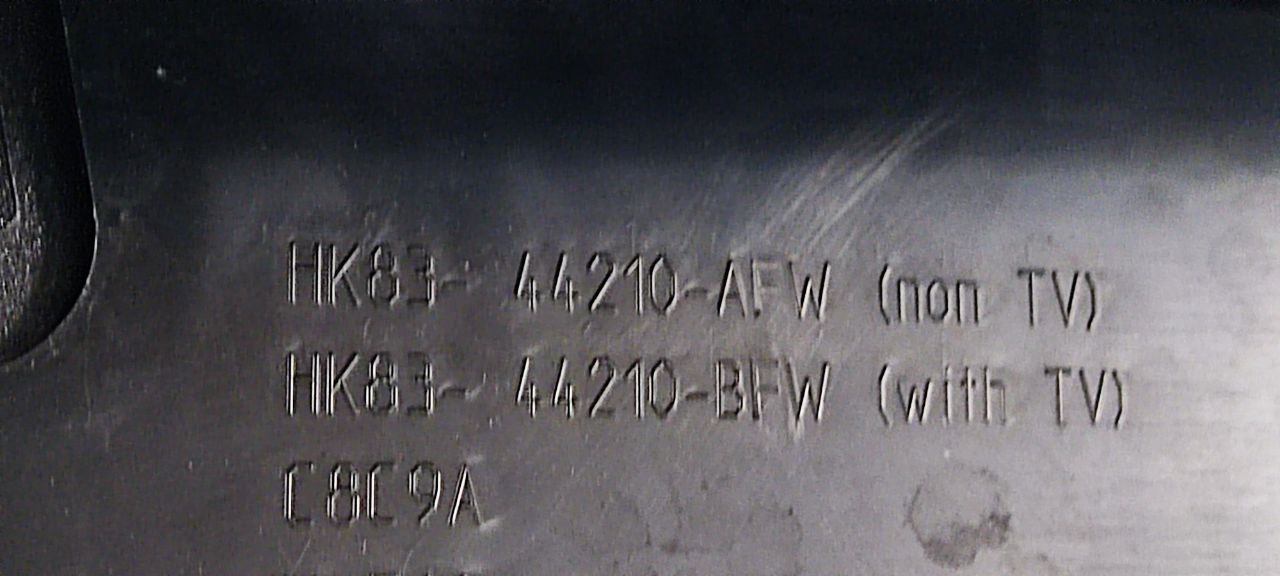 HK83- 44210-AFW (non TV)
HK83- 44210-BFW (with TV)
C8C9A